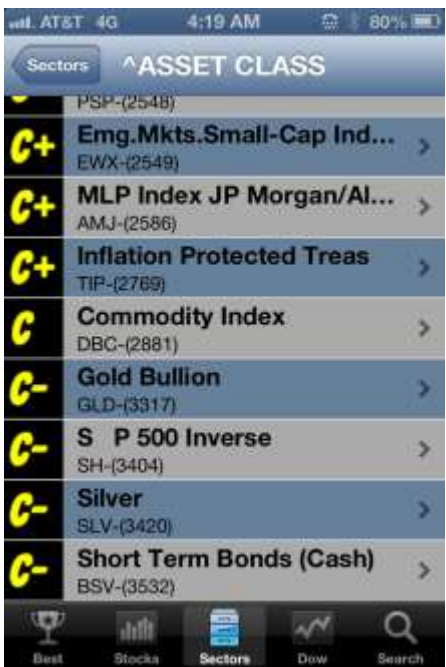 AT&T 4G 4:19 AM 80%
Sectors ^ASSET CLASS
PSP-(2548)
C+ Emg.Mkts.Small-Cap Ind...
EWX-(2549)
C+ MLP Index JP Morgan/Al...
AMJ-(2586)
C+ Inflation Protected Treas
TIP-(2769)
C Commodity Index
DBC-(2881)
C- Gold Bullion
GLD-(3317)
C- S P 500 Inverse
SH-(3404)
C- Silver
SLV-(3420)
C- Short Term Bonds (Cash)
BSV-(3532)
Best Stocks Sectors Dow Search